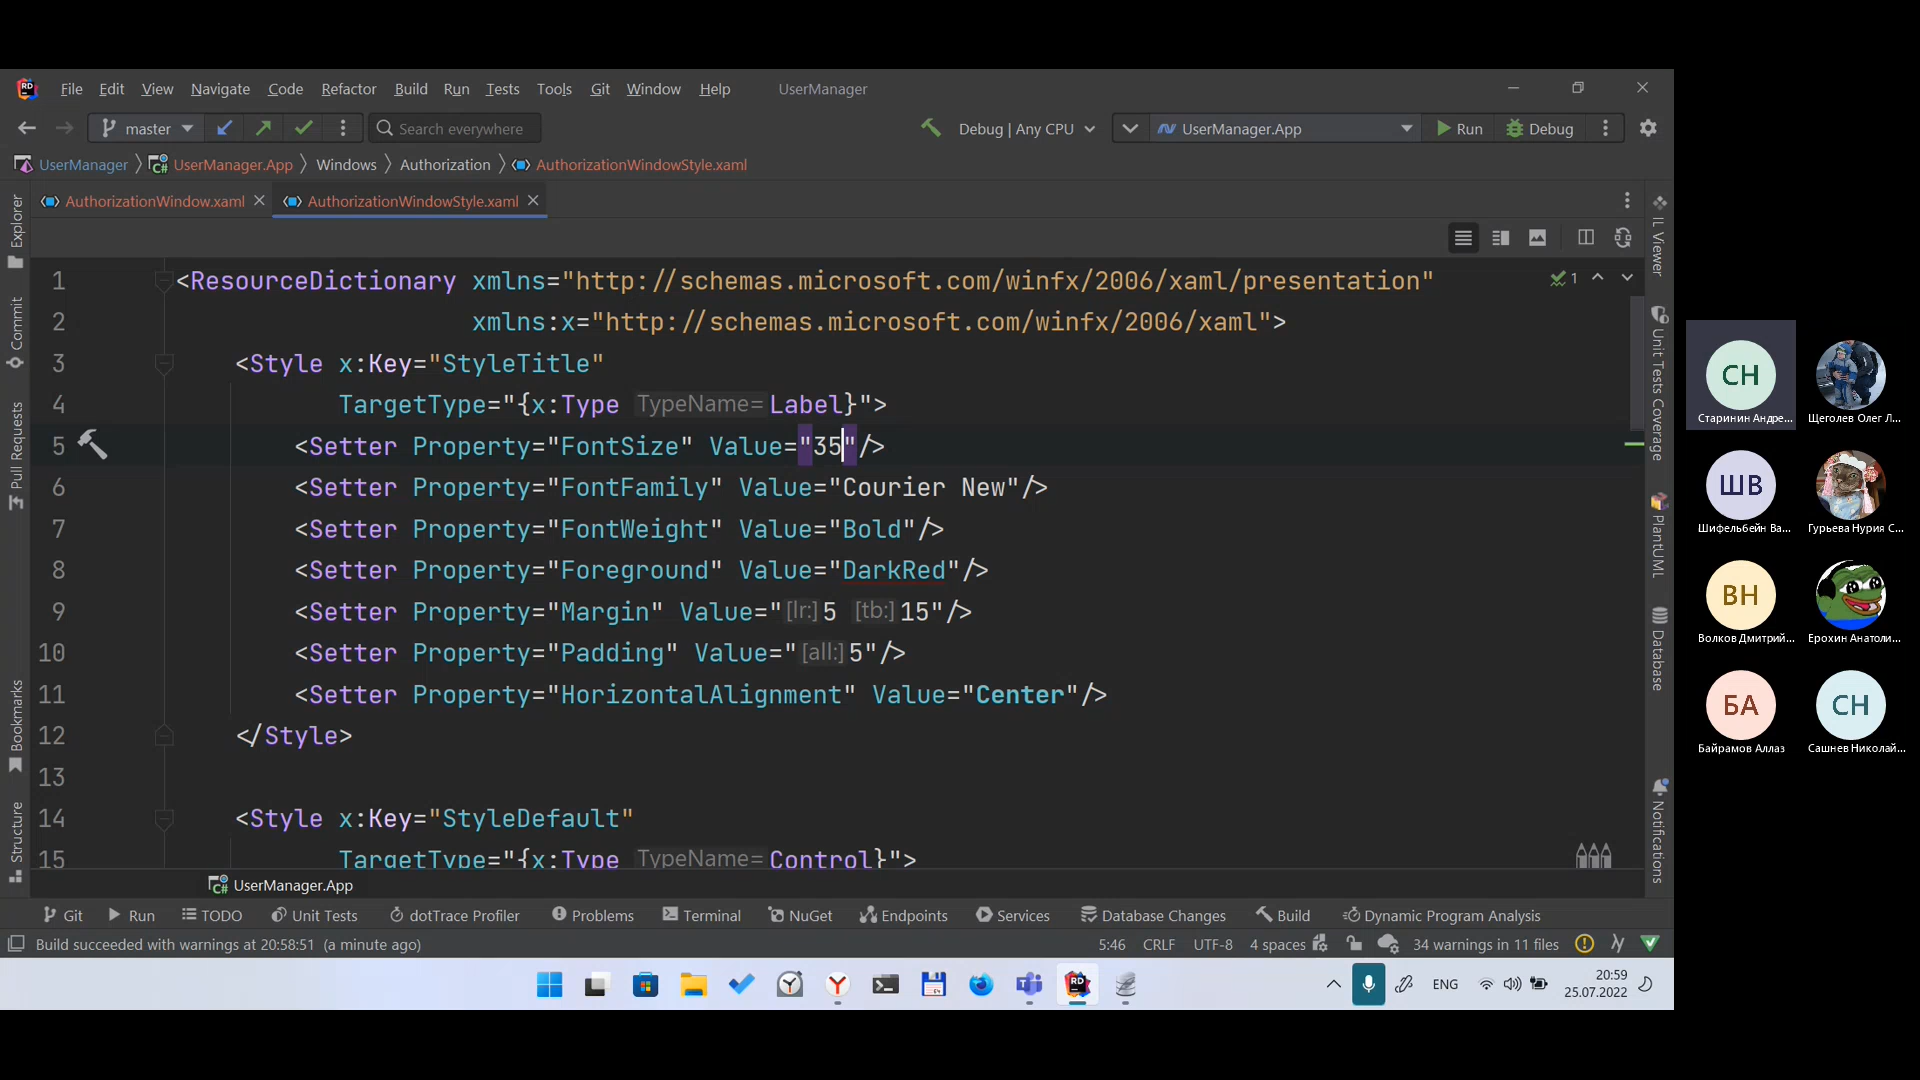 File Edit View Navigate Code Refactor Build Run Tests Tools Git Window Help UserManager
master Search everywhere Debug | Any CPU UserManager.App Run Debug
UserManager UserManager.App Windows Authorization AuthorizationWindowStyle.xaml
AuthorizationWindow.xaml AuthorizationWindowStyle.xaml
1 <ResourceDictionary xmlns="http://schemas.microsoft.com/winfx/2006/xaml/presentation"
2 xmlns:x="http://schemas.microsoft.com/winfx/2006/xaml">
3 <Style x:Key="StyleTitle"
4 TargetType="{x:Type TypeName= Label}">
5 <Setter Property="FontSize" Value="35"/>
6 <Setter Property="FontFamily" Value="Courier New"/>
7 <Setter Property="FontWeight" Value="Bold"/>
8 <Setter Property="Foreground" Value="DarkRed"/>
9 <Setter Property="Margin" Value="[lr:]5 [tb:]15"/>
10 <Setter Property="Padding" Value="[all:]5"/>
11 <Setter Property="HorizontalAlignment" Value="Center"/>
12 </Style>
13
14 <Style x:Key="StyleDefault"
15 TargetType="{x:Type TypeName= Control}">
1
Explorer
Commit
Pull Requests
Bookmarks
Structure
IL Viewer
Unit Tests Coverage
PlantUML
Database
Notifications
UserManager.App
Git Run TODO Unit Tests dotTrace Profiler Problems Terminal NuGet Endpoints Services Database Changes Build Dynamic Program Analysis
Build succeeded with warnings at 20:58:51 (a minute ago) 5:46 CRLF UTF-8 4 spaces 34 warnings in 11 files
ENG 20:59
25.07.2022
СН
Старинин Андре... Щеголев Олег Л...
ШВ
Шифельбейн Ва... Гурьева Нурия С...
ВН
Волков Дмитрий... Ерохин Анатоли...
БА СН
Байрамов Аллаз Сашнев Николай...